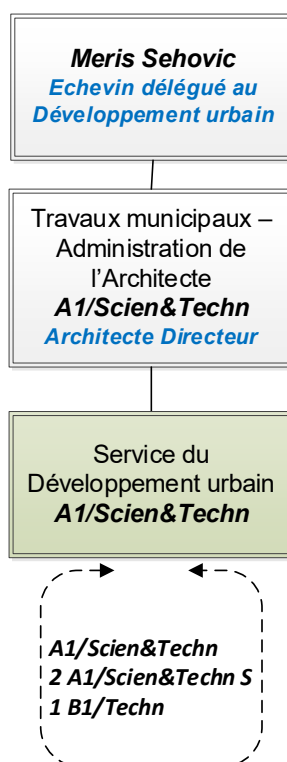 Meris Sehovic
Echevin délégué au
Développement urbain
Travaux municipaux –
Administration de
l'Architecte
A1/Scien&Techn
Architecte Directeur
Service du
Développement urbain
A1/Scien&Techn
A1/Scien&Techn
2 A1/Scien&Techn S
1 B1/Techn